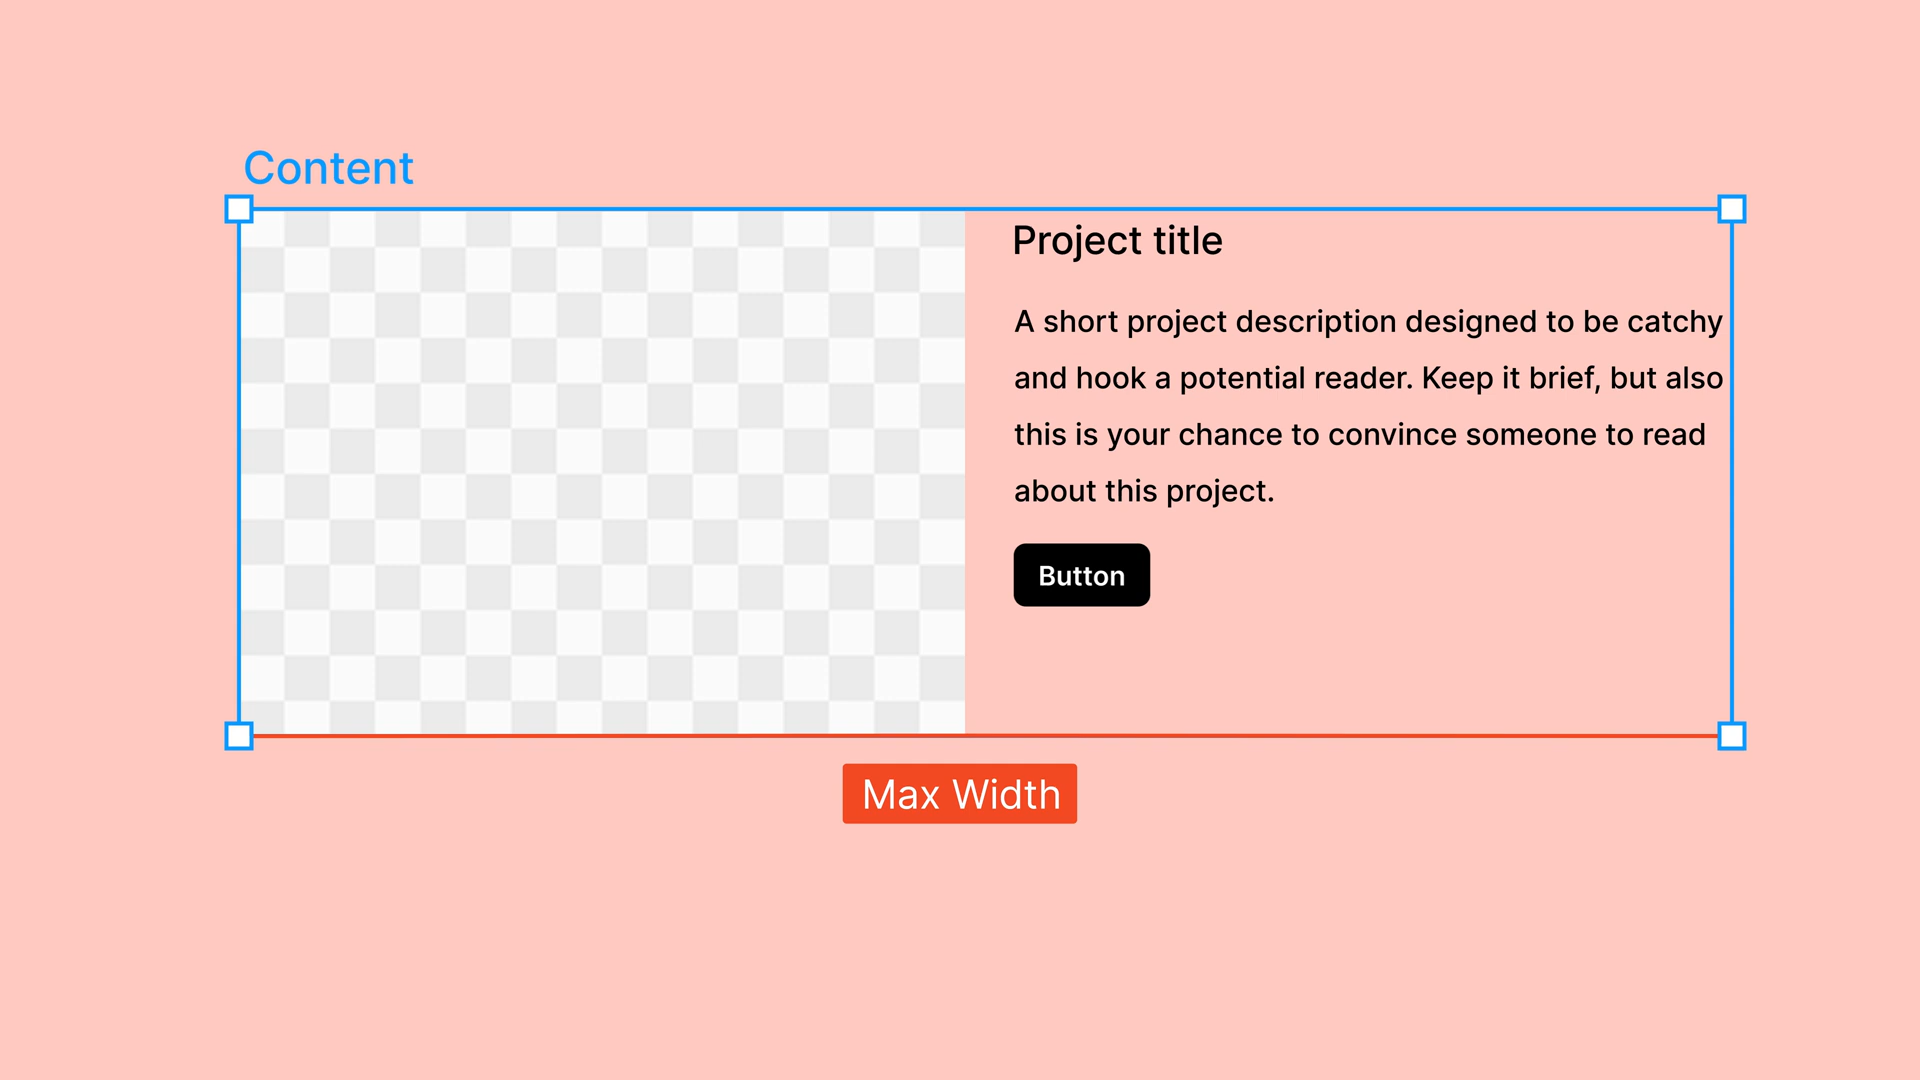 Content
Project title
A short project description designed to be catchy
and hook a potential reader. Keep it brief, but also
this is your chance to convince someone to read
about this project.
Button
Max Width